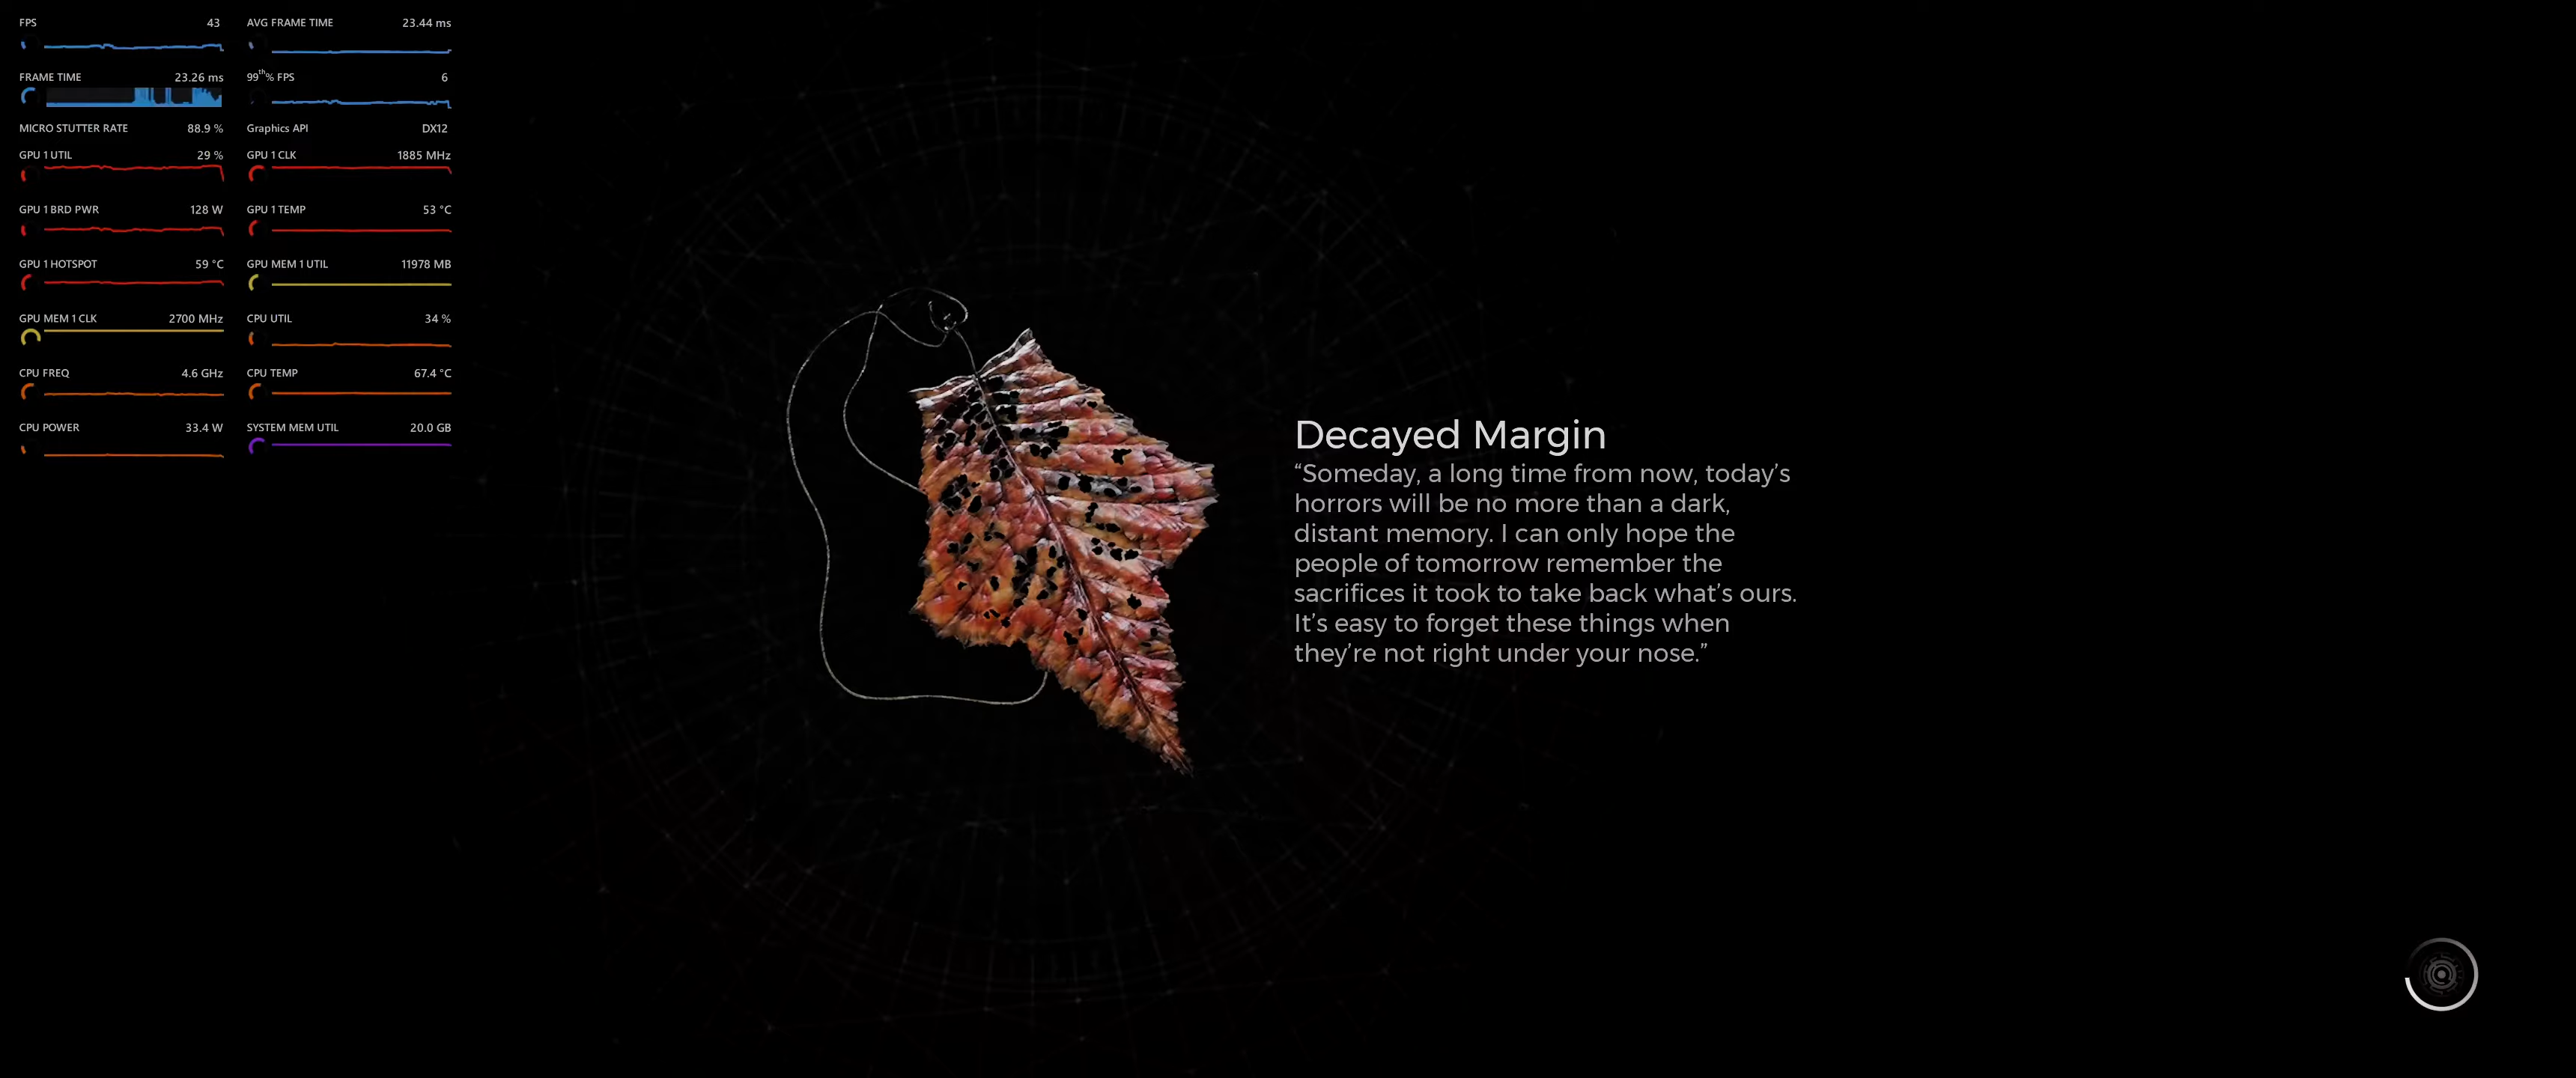 FPS 43 AVG FRAME TIME 23.44 ms
FRAME TIME 23.26 ms 99th% FPS 6
MICRO STUTTER RATE 88.9 % Graphics API DX12
GPU 1 UTIL 29 % GPU 1 CLK 1885 MHz
GPU 1 BRD PWR 128 W GPU 1 TEMP 53 °C
GPU 1 HOTSPOT 59 °C GPU MEM 1 UTIL 11978 MB
GPU MEM 1 CLK 2700 MHz CPU UTIL 34 %
CPU FREQ 4.6 GHz CPU TEMP 67.4 °C
CPU POWER 33.4 W SYSTEM MEM UTIL 20.0 GB
Decayed Margin
“Someday, a long time from now, today’s
horrors will be no more than a dark,
distant memory. I can only hope the
people of tomorrow remember the
sacrifices it took to take back what’s ours.
It’s easy to forget these things when
they’re not right under your nose.”